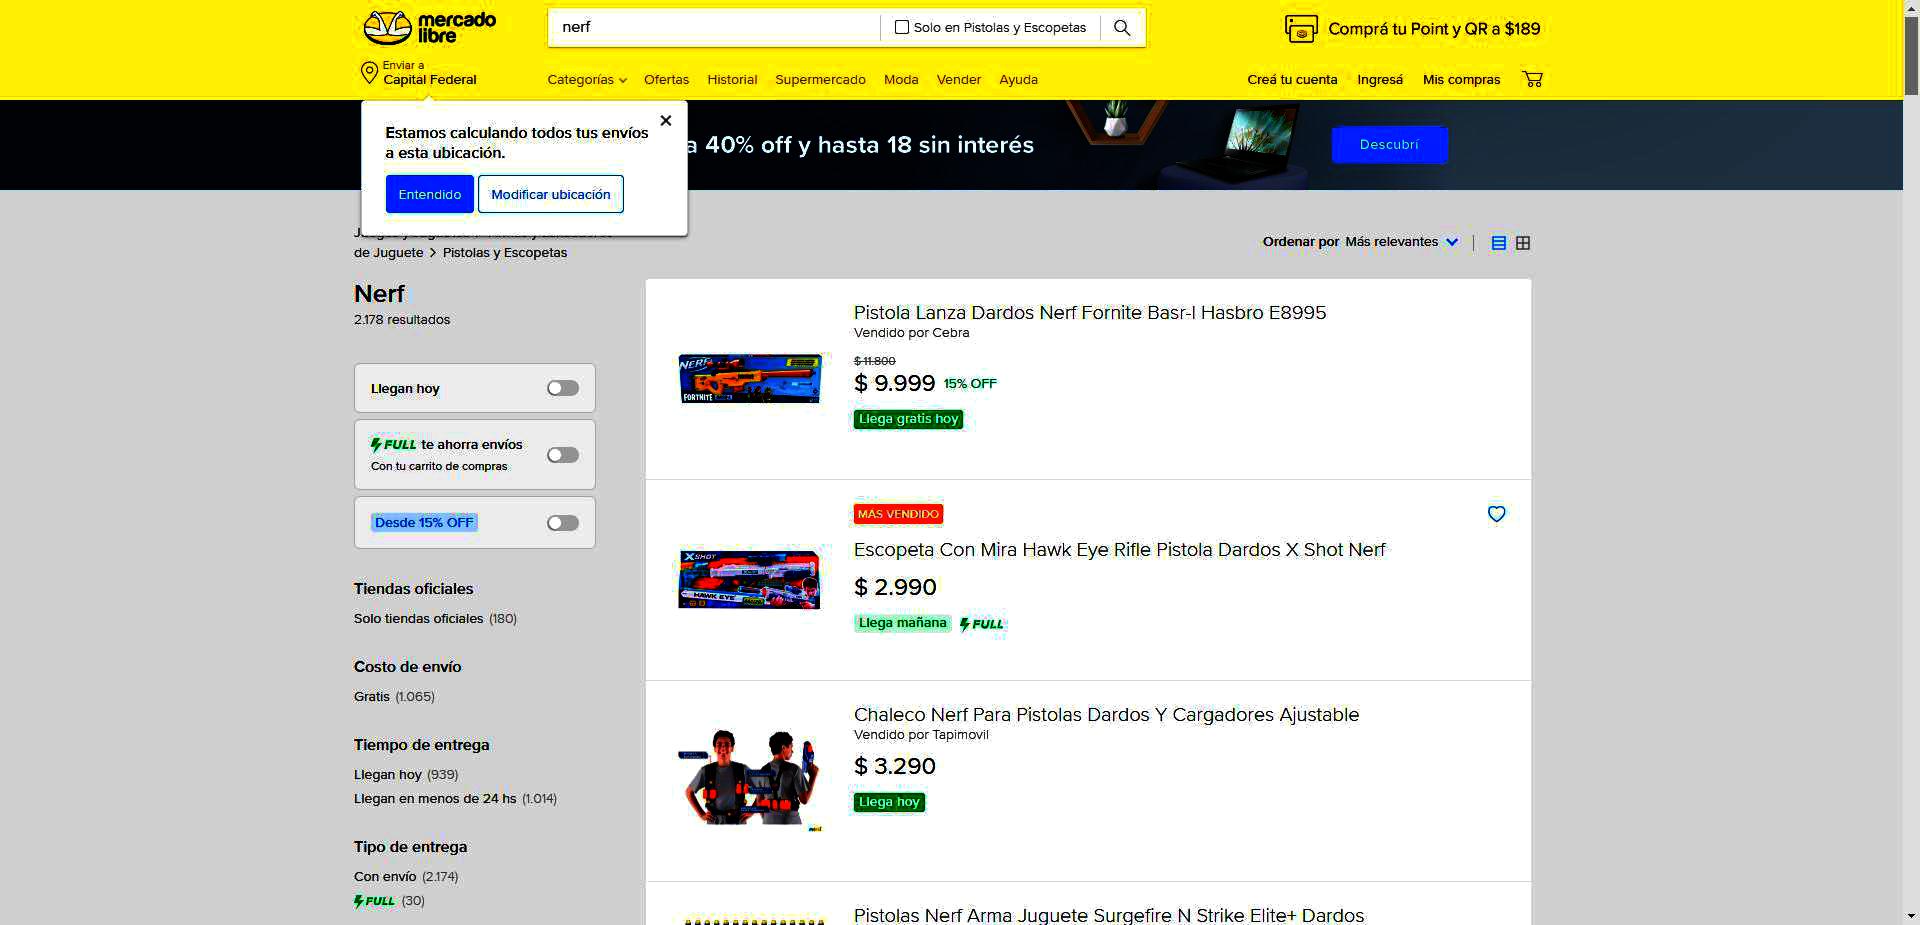 mercado
libre
nerf
Solo en Pistolas y Escopetas
Comprá tu Point y QR a $189
Enviar a
Capital Federal
Categorías
Ofertas
Historial
Supermercado
Moda
Vender
Ayuda
Creá tu cuenta
Ingresá
Mis compras
Estamos calculando todos tus envíos
a esta ubicación.
Entendido
Modificar ubicación
a 40% off y hasta 18 sin interés
Descubrí
de Juguete > Pistolas y Escopetas
Ordenar por Más relevantes
Nerf
2.178 resultados
Llegan hoy
FULL te ahorra envíos
Con tu carrito de compras
Desde 15% OFF
Tiendas oficiales
Solo tiendas oficiales (180)
Costo de envío
Gratis (1.065)
Tiempo de entrega
Llegan hoy (939)
Llegan en menos de 24 hs (1.014)
Tipo de entrega
Con envío (2.174)
FULL (30)
Pistola Lanza Dardos Nerf Fornite Basr-l Hasbro E8995
Vendido por Cebra
$ 11.800
$ 9.999 15% OFF
Llega gratis hoy
NERF
FORTNITE
MÁS VENDIDO
Escopeta Con Mira Hawk Eye Rifle Pistola Dardos X Shot Nerf
$ 2.990
Llega mañana FULL
X SHOT
HAWK EYE
Chaleco Nerf Para Pistolas Dardos Y Cargadores Ajustable
Vendido por Tapimovil
$ 3.290
Llega hoy
Pistolas Nerf Arma Juguete Surgefire N Strike Elite+ Dardos